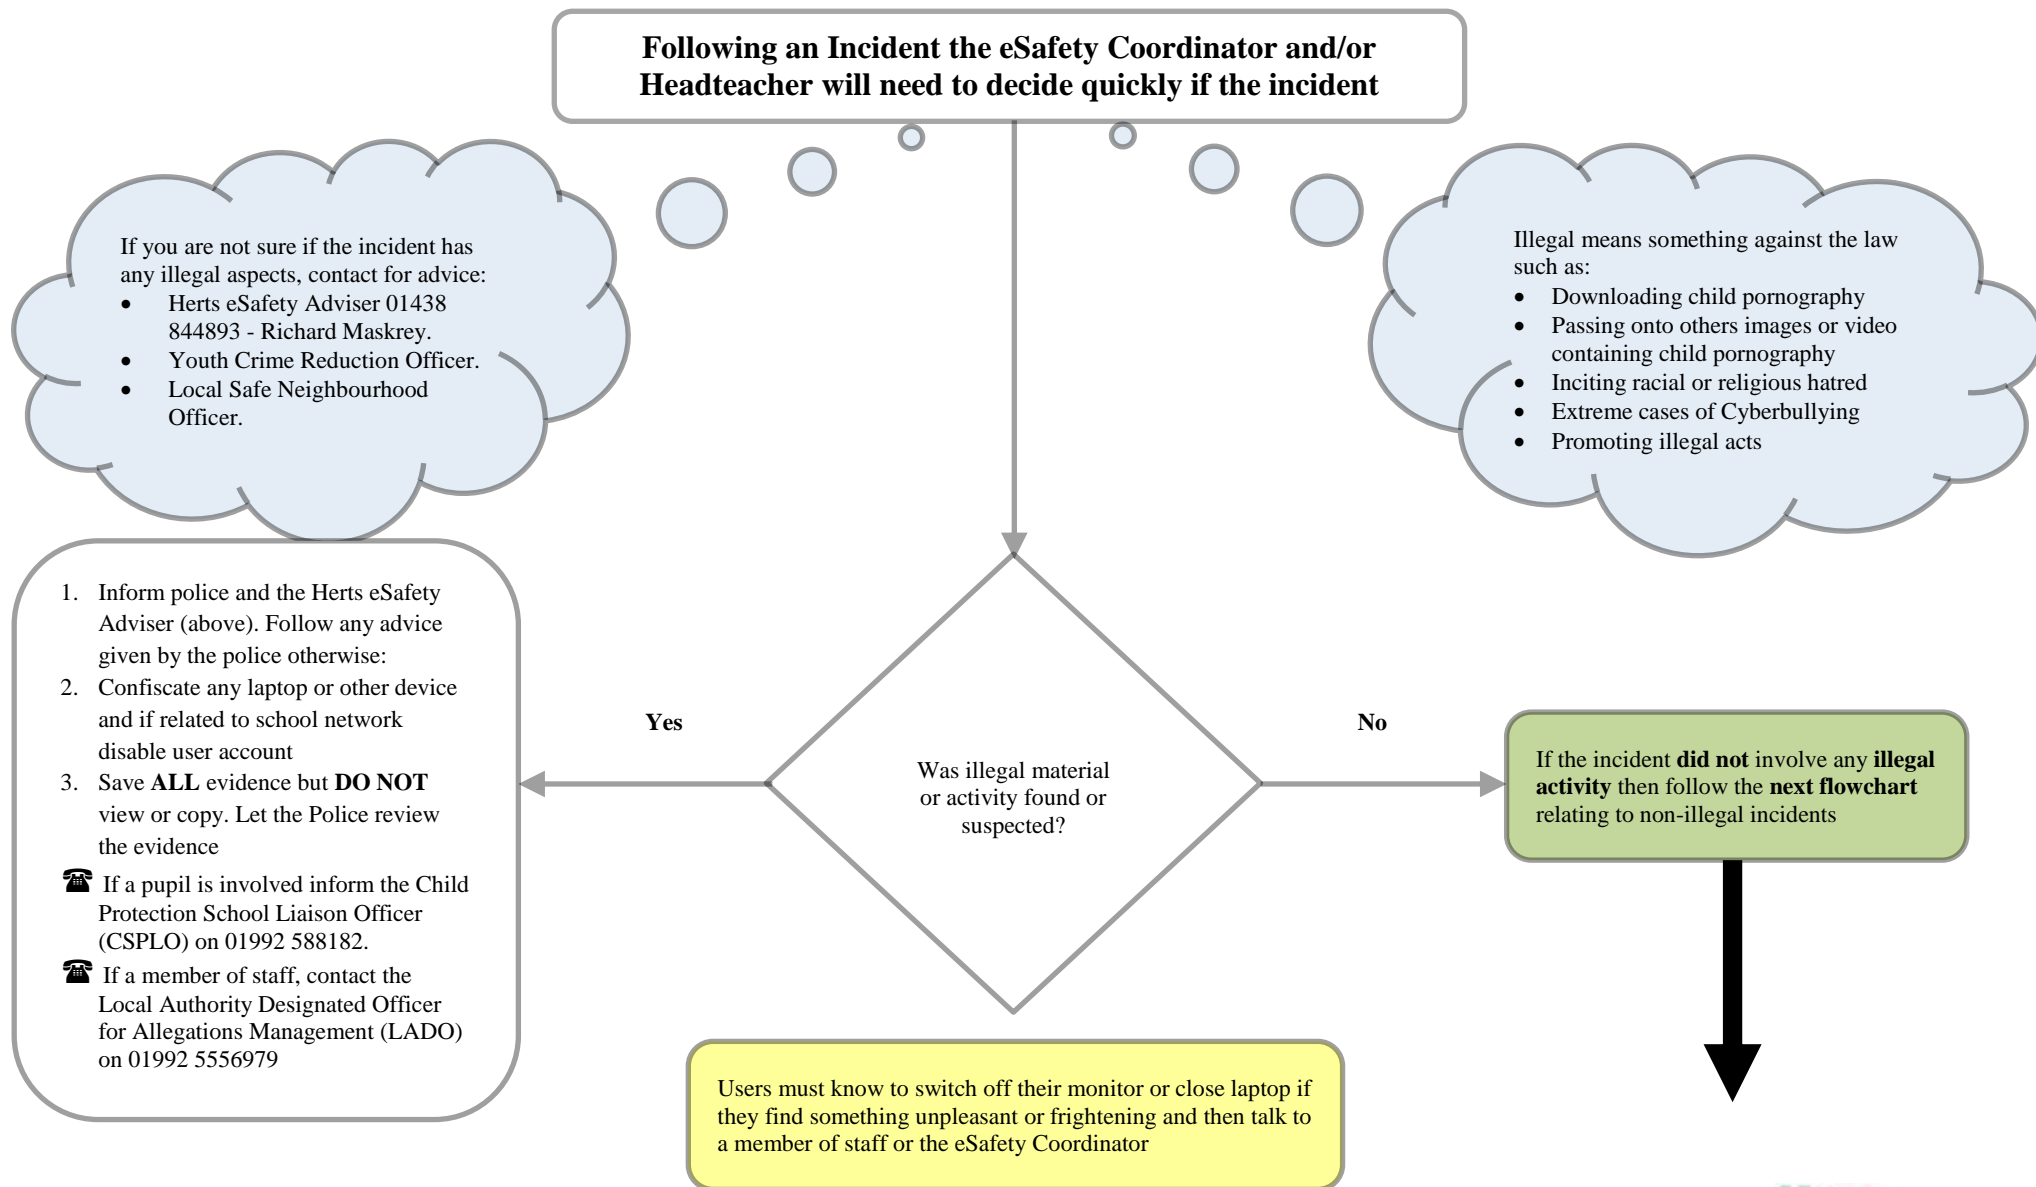 Following an Incident the eSafety Coordinator and/or
Headteacher will need to decide quickly if the incident
If you are not sure if the incident has
any illegal aspects, contact for advice:
• Herts eSafety Adviser 01438
844893 - Richard Maskrey.
• Youth Crime Reduction Officer.
• Local Safe Neighbourhood
Officer.
Illegal means something against the law
such as:
• Downloading child pornography
• Passing onto others images or video
containing child pornography
• Inciting racial or religious hatred
• Extreme cases of Cyberbullying
• Promoting illegal acts
1. Inform police and the Herts eSafety
Adviser (above). Follow any advice
given by the police otherwise:
2. Confiscate any laptop or other device
and if related to school network
disable user account
3. Save ALL evidence but DO NOT
view or copy. Let the Police review
the evidence
☎ If a pupil is involved inform the Child
Protection School Liaison Officer
(CSPLO) on 01992 588182.
☎ If a member of staff, contact the
Local Authority Designated Officer
for Allegations Management (LADO)
on 01992 5556979
Yes
Was illegal material
or activity found or
suspected?
No
If the incident did not involve any illegal
activity then follow the next flowchart
relating to non-illegal incidents
Users must know to switch off their monitor or close laptop if
they find something unpleasant or frightening and then talk to
a member of staff or the eSafety Coordinator